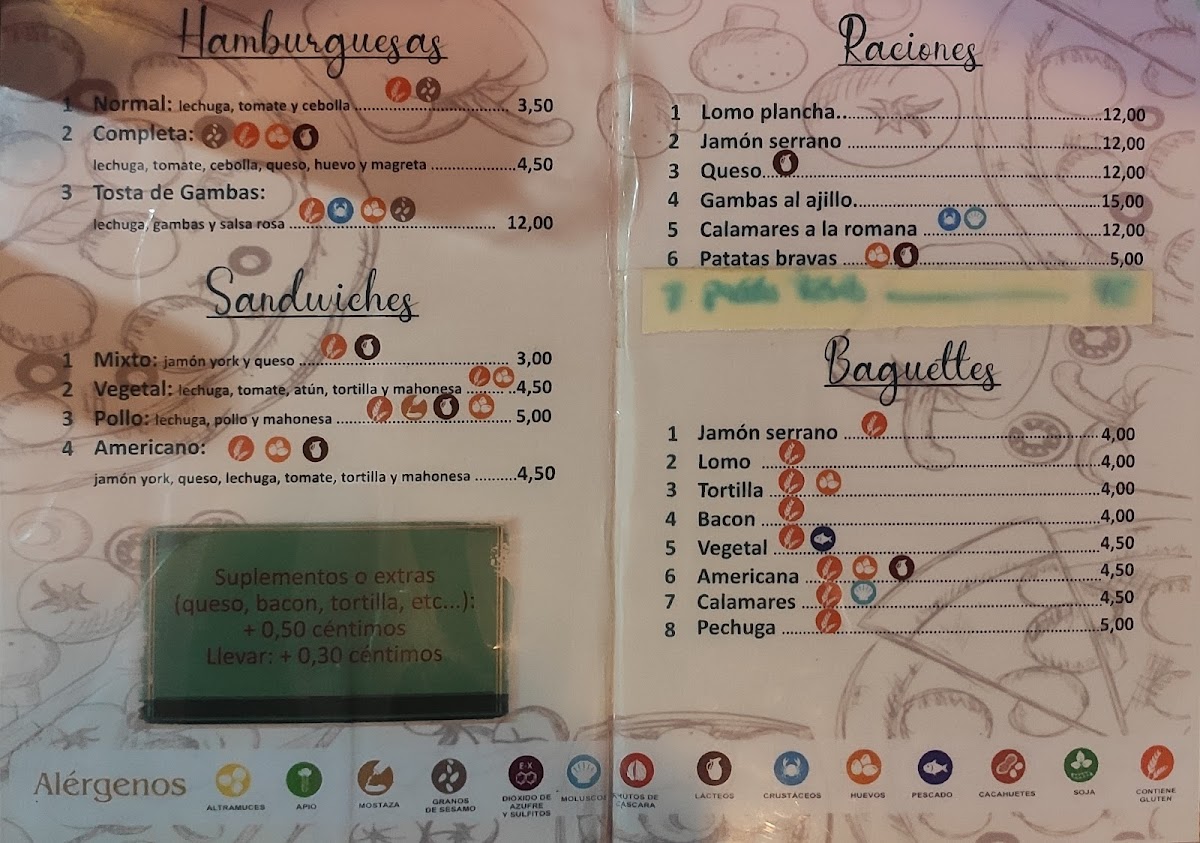 Hamburguesas
1 Normal: lechuga, tomate y cebolla ........ 3,50
2 Completa:
lechuga, tomate, cebolla, queso, huevo y magreta ........ 4,50
3 Tosta de Gambas:
lechuga, gambas y salsa rosa ........ 12,00
Sandwiches
1 Mixto: jamón york y queso ........ 3,00
2 Vegetal: lechuga, tomate, atún, tortilla y mahonesa ........ 4,50
3 Pollo: lechuga, pollo y mahonesa ........ 5,00
4 Americano:
jamón york, queso, lechuga, tomate, tortilla y mahonesa ........ 4,50
Suplementos o extras
(queso, bacon, tortilla, etc...):
+ 0,50 céntimos
Llevar: + 0,30 céntimos
Raciones
1 Lomo plancha ........ 12,00
2 Jamón serrano ........ 12,00
3 Queso ........ 12,00
4 Gambas al ajillo ........ 15,00
5 Calamares a la romana ........ 12,00
6 Patatas bravas ........ 5,00
7
Baguettes
1 Jamón serrano ........ 4,00
2 Lomo ........ 4,00
3 Tortilla ........ 4,00
4 Bacon ........ 4,00
5 Vegetal ........ 4,50
6 Americana ........ 4,50
7 Calamares ........ 4,50
8 Pechuga ........ 5,00
Alérgenos
ALTRAMUCES
APIO
MOSTAZA
GRANOS DE SÉSAMO
E-X
DIÓXIDO DE AZUFRE Y SULFITOS
MOLUSCOS
FRUTOS DE CÁSCARA
LÁCTEOS
CRUSTÁCEOS
HUEVOS
PESCADO
CACAHUETES
SOJA
CONTIENE GLUTEN